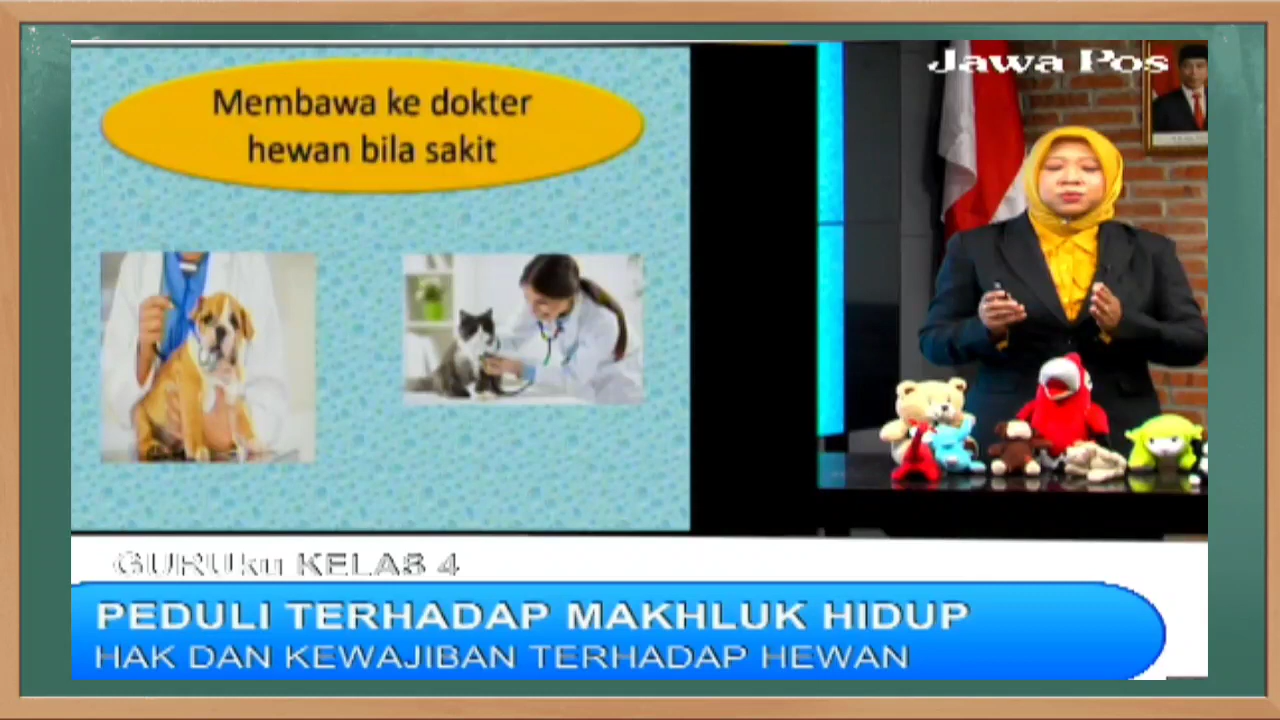 Jawa Pos
Membawa ke dokter
hewan bila sakit
GURUku KELAS 4
PEDULI TERHADAP MAKHLUK HIDUP
HAK DAN KEWAJIBAN TERHADAP HEWAN